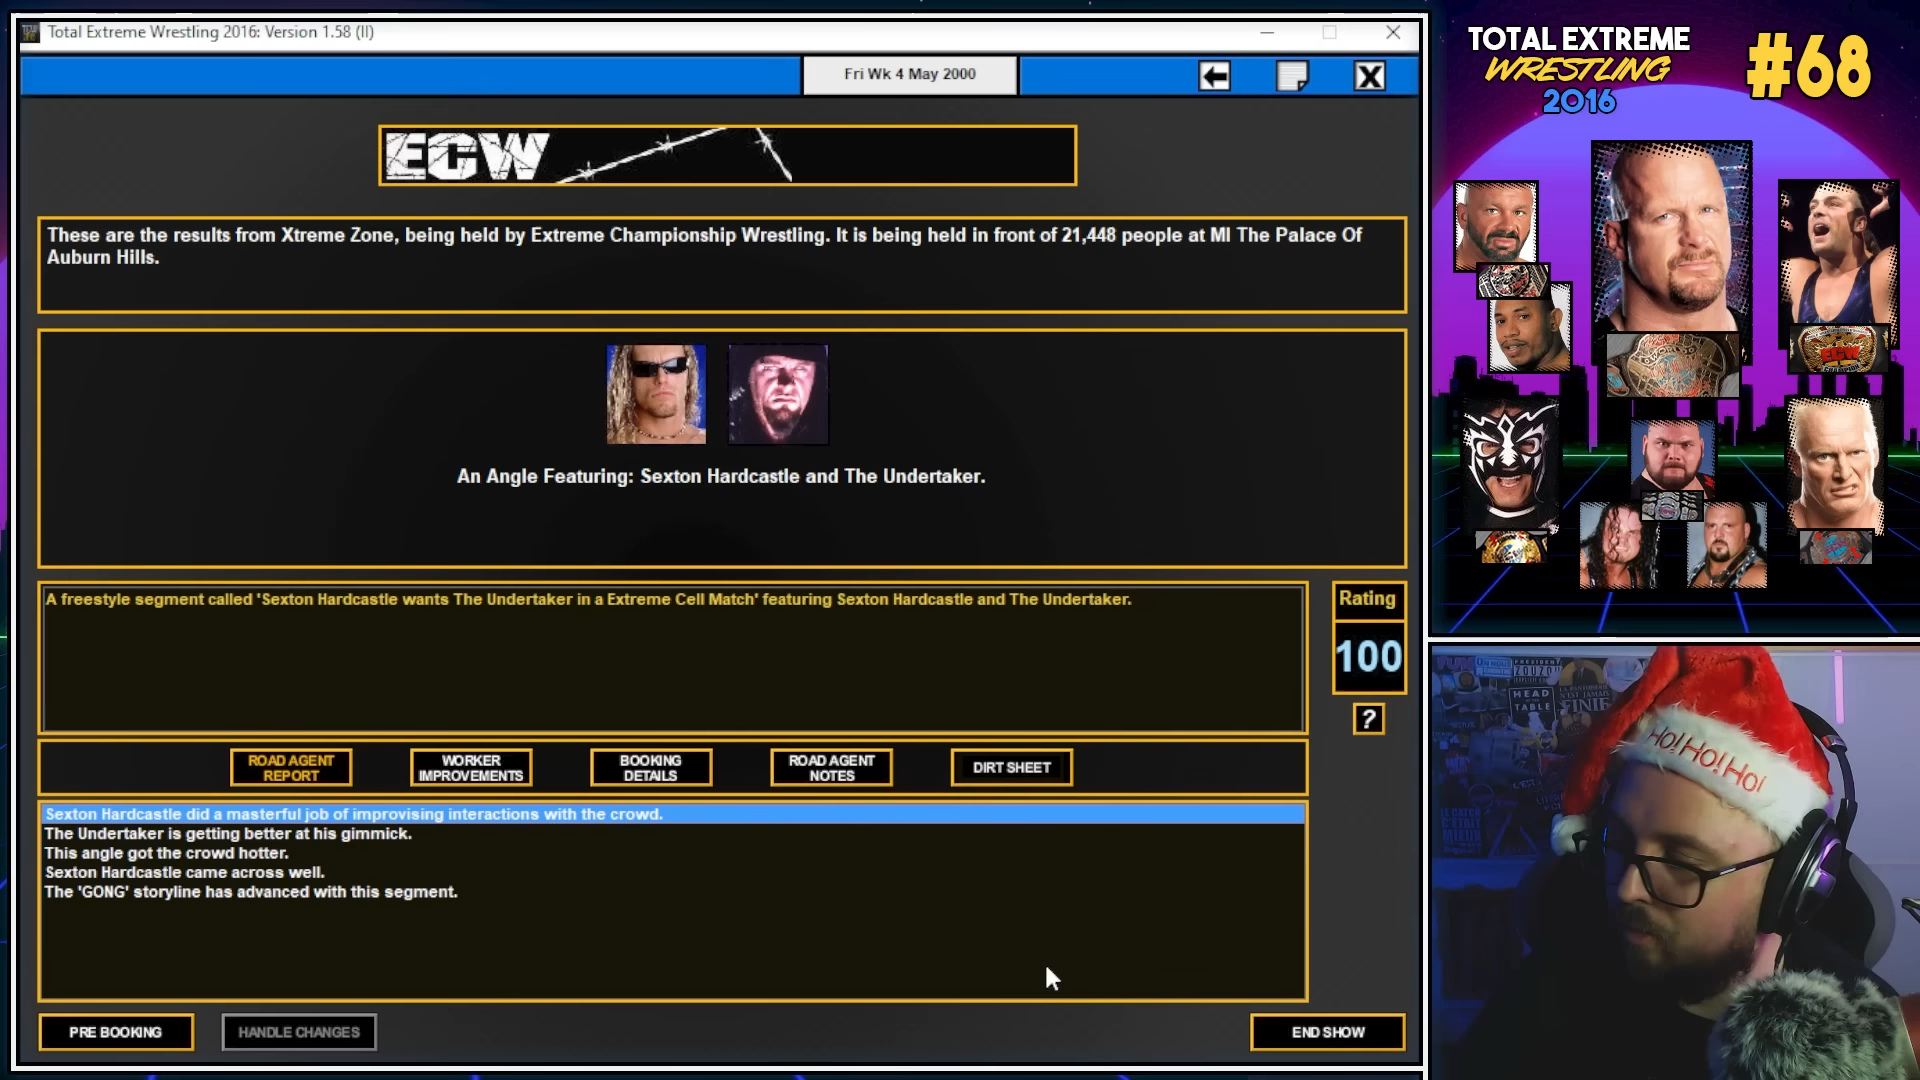 Total Extreme Wrestling 2016: Version 1.58 (II)
Fri Wk 4 May 2000
X
ECW
These are the results from Xtreme Zone, being held by Extreme Championship Wrestling. It is being held in front of 21,448 people at MI The Palace Of
Auburn Hills.
An Angle Featuring: Sexton Hardcastle and The Undertaker.
A freestyle segment called 'Sexton Hardcastle wants The Undertaker in a Extreme Cell Match' featuring Sexton Hardcastle and The Undertaker.
Rating
100
?
ROAD AGENT
REPORT
WORKER
IMPROVEMENTS
BOOKING
DETAILS
ROAD AGENT
NOTES
DIRT SHEET
Sexton Hardcastle did a masterful job of improvising interactions with the crowd.
The Undertaker is getting better at his gimmick.
This angle got the crowd hotter.
Sexton Hardcastle came across well.
The 'GONG' storyline has advanced with this segment.
PRE BOOKING
HANDLE CHANGES
END SHOW
TOTAL EXTREME
WRESTLING
2016
#68
ECW
HEAD
OF THE
TABLE
Ho!Ho!Ho!